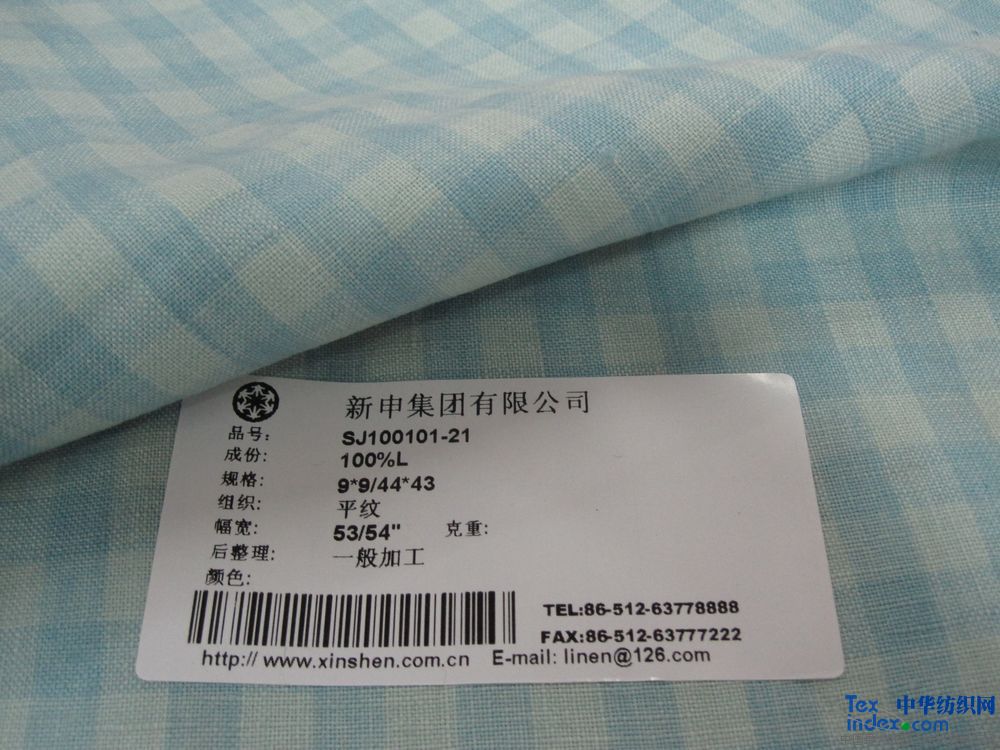 新申集团有限公司
品号: SJ100101-21
成份: 100%L
规格: 9*9/44*43
组织: 平纹
幅宽: 53/54" 克重:
后整理: 一般加工
颜色:
TEL:86-512-63778888
FAX:86-512-63777222
http://www.xinshen.com.cn E-mail: linen@126.com
Tex 中华纺织网
index.com